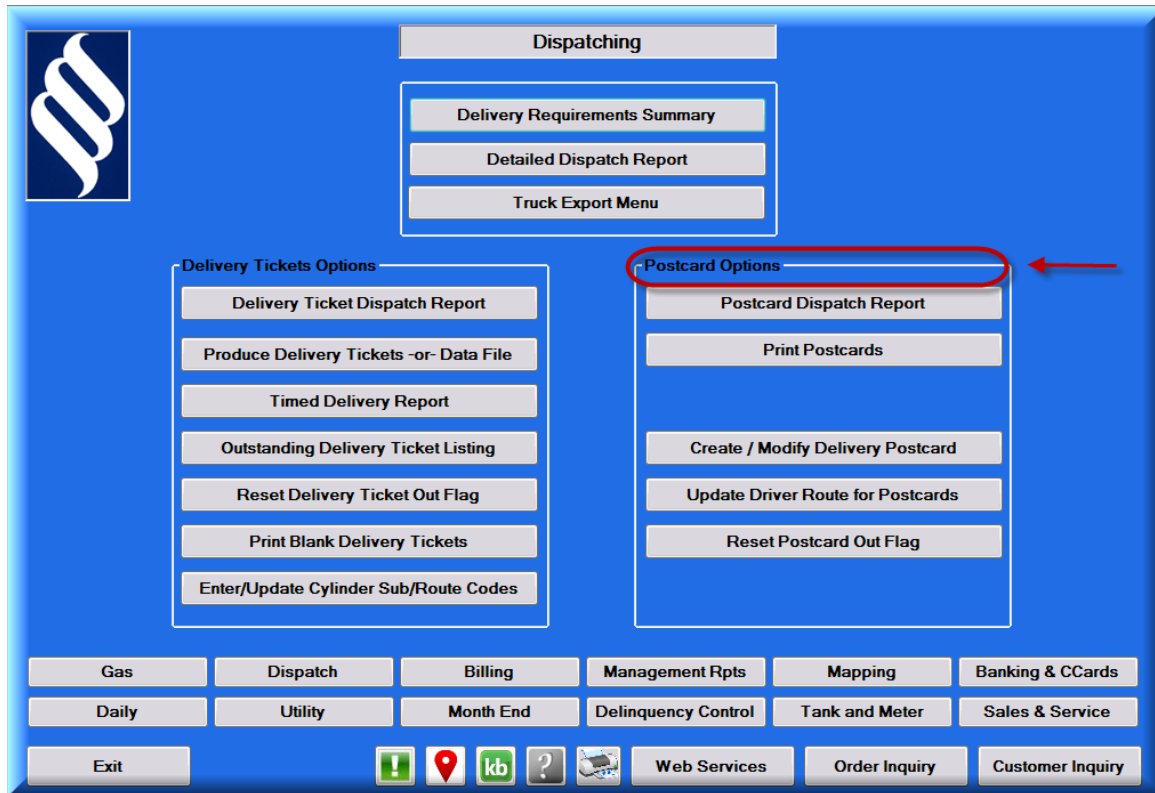 Dispatching
Delivery Requirements Summary
Detailed Dispatch Report
Truck Export Menu
Delivery Tickets Options
Delivery Ticket Dispatch Report
Produce Delivery Tickets -or- Data File
Timed Delivery Report
Outstanding Delivery Ticket Listing
Reset Delivery Ticket Out Flag
Print Blank Delivery Tickets
Enter/Update Cylinder Sub/Route Codes
Postcard Options
Postcard Dispatch Report
Print Postcards
Create / Modify Delivery Postcard
Update Driver Route for Postcards
Reset Postcard Out Flag
Gas Dispatch Billing Management Rpts Mapping Banking & CCards
Daily Utility Month End Delinquency Control Tank and Meter Sales & Service
Exit ! kb ? Web Services Order Inquiry Customer Inquiry